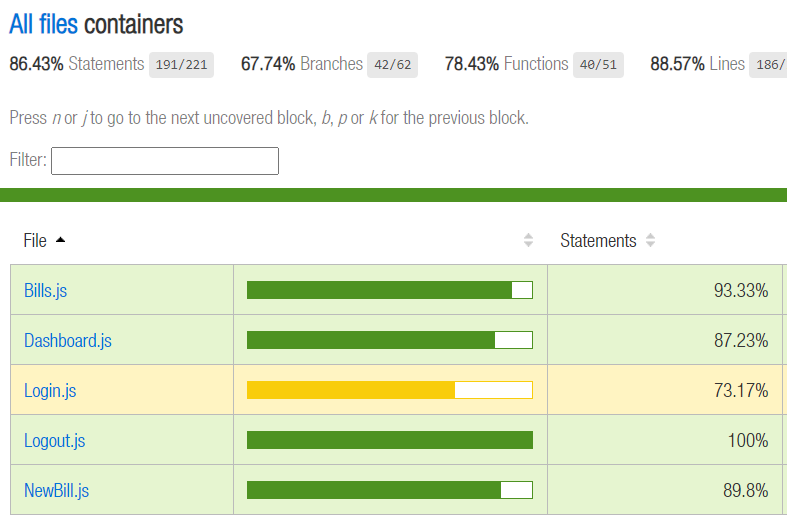 All files containers
86.43% Statements 191/221 67.74% Branches 42/62 78.43% Functions 40/51 88.57% Lines 186/
Press n or j to go to the next uncovered block, b, p or k for the previous block.
Filter:
File Statements
Bills.js 93.33%
Dashboard.js 87.23%
Login.js 73.17%
Logout.js 100%
NewBill.js 89.8%